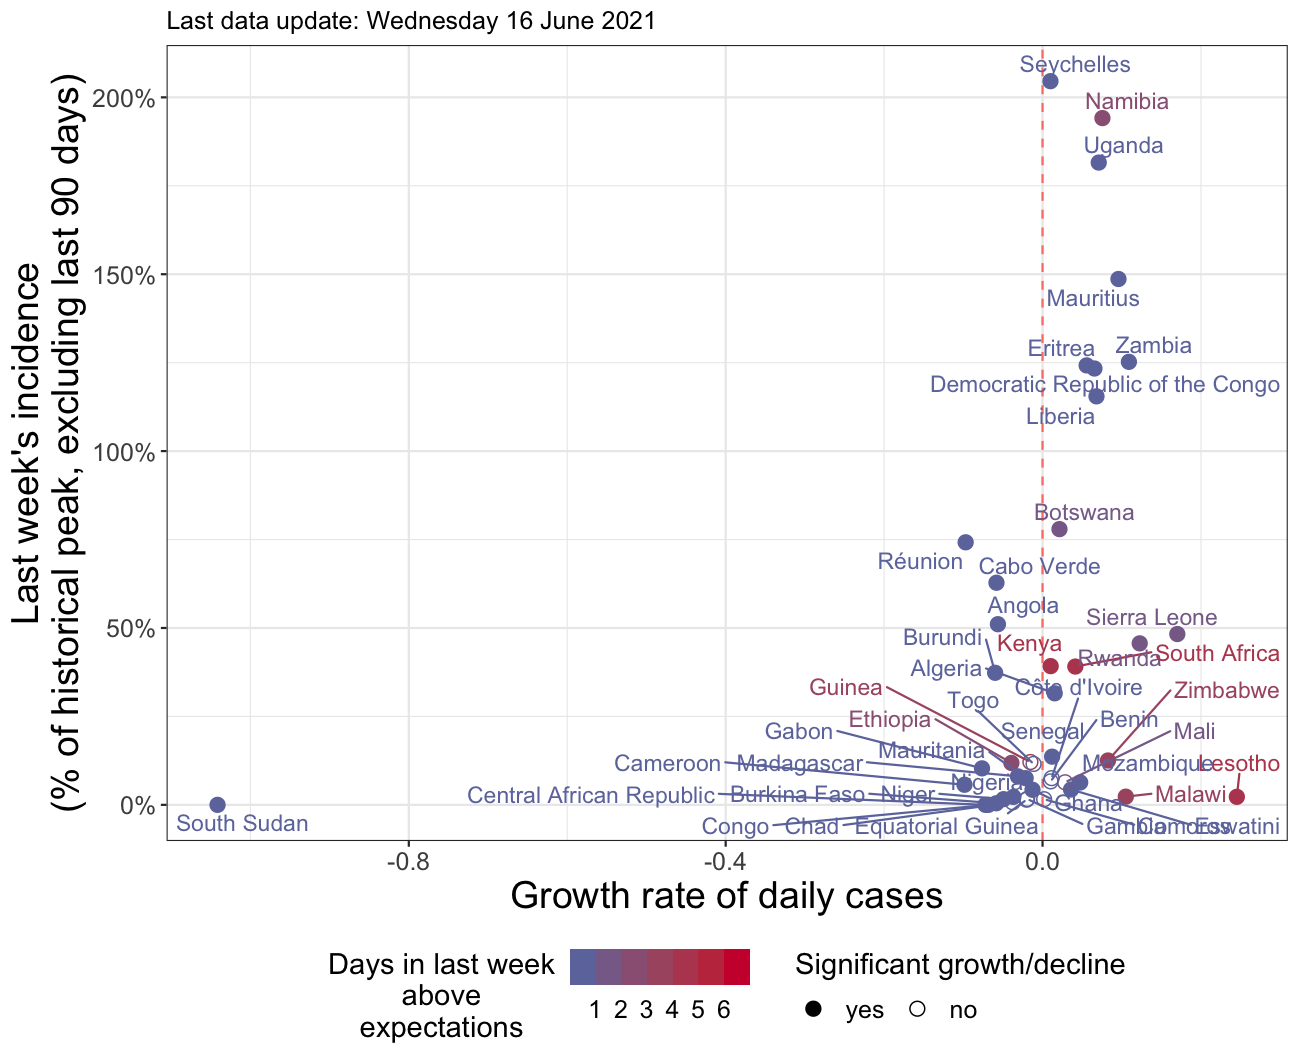 Last data update: Wednesday 16 June 2021
Last week's incidence
(% of historical peak, excluding last 90 days)
200%
150%
100%
50%
0%
Seychelles
Namibia
Uganda
Mauritius
Eritrea
Zambia
Democratic Republic of the Congo
Liberia
Botswana
Réunion
Cabo Verde
Angola
Sierra Leone
Burundi
Kenya
Rwanda
South Africa
Algeria
Guinea
Côte d'Ivoire
Zimbabwe
Togo
Ethiopia
Benin
Gabon
Senegal
Mali
Mauritania
Cameroon
Madagascar
Mozambique
Lesotho
Nigeria
Central African Republic
Burkina Faso
Niger
Malawi
Ghana
South Sudan
Congo
Chad
Equatorial Guinea
Gambia
Comoros
Eswatini
-0.8
-0.4
0.0
Growth rate of daily cases
Days in last week
above
expectations
1 2 3 4 5 6
Significant growth/decline
yes
no